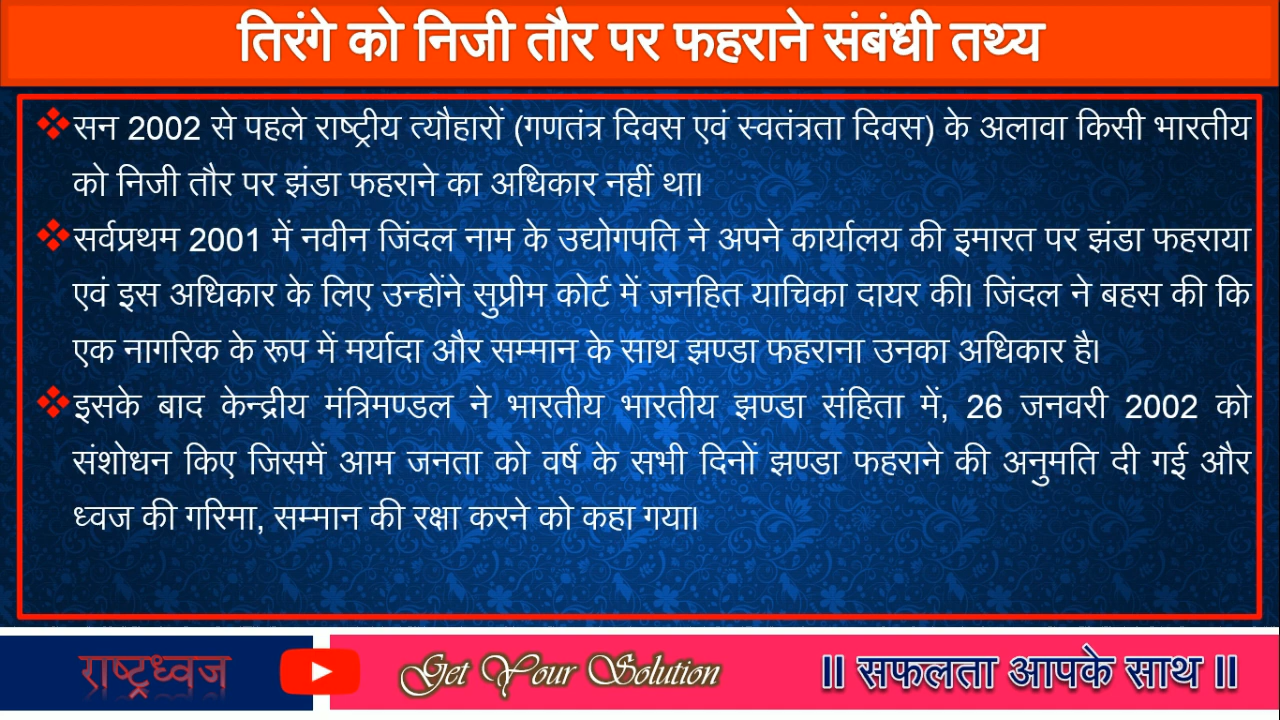 तिरंगे को निजी तौर पर फहराने संबंधी तथ्य
सन 2002 से पहले राष्ट्रीय त्यौहारों (गणतंत्र दिवस एवं स्वतंत्रता दिवस) के अलावा किसी भारतीय
को निजी तौर पर झंडा फहराने का अधिकार नहीं था।
सर्वप्रथम 2001 में नवीन जिंदल नाम के उद्योगपति ने अपने कार्यालय की इमारत पर झंडा फहराया
एवं इस अधिकार के लिए उन्होंने सुप्रीम कोर्ट में जनहित याचिका दायर की। जिंदल ने बहस की कि
एक नागरिक के रूप में मर्यादा और सम्मान के साथ झण्डा फहराना उनका अधिकार है।
इसके बाद केन्द्रीय मंत्रिमण्डल ने भारतीय भारतीय झण्डा संहिता में, 26 जनवरी 2002 को
संशोधन किए जिसमें आम जनता को वर्ष के सभी दिनों झण्डा फहराने की अनुमति दी गई और
ध्वज की गरिमा, सम्मान की रक्षा करने को कहा गया।
राष्ट्रध्वज
Get Your Solution
॥ सफलता आपके साथ ॥